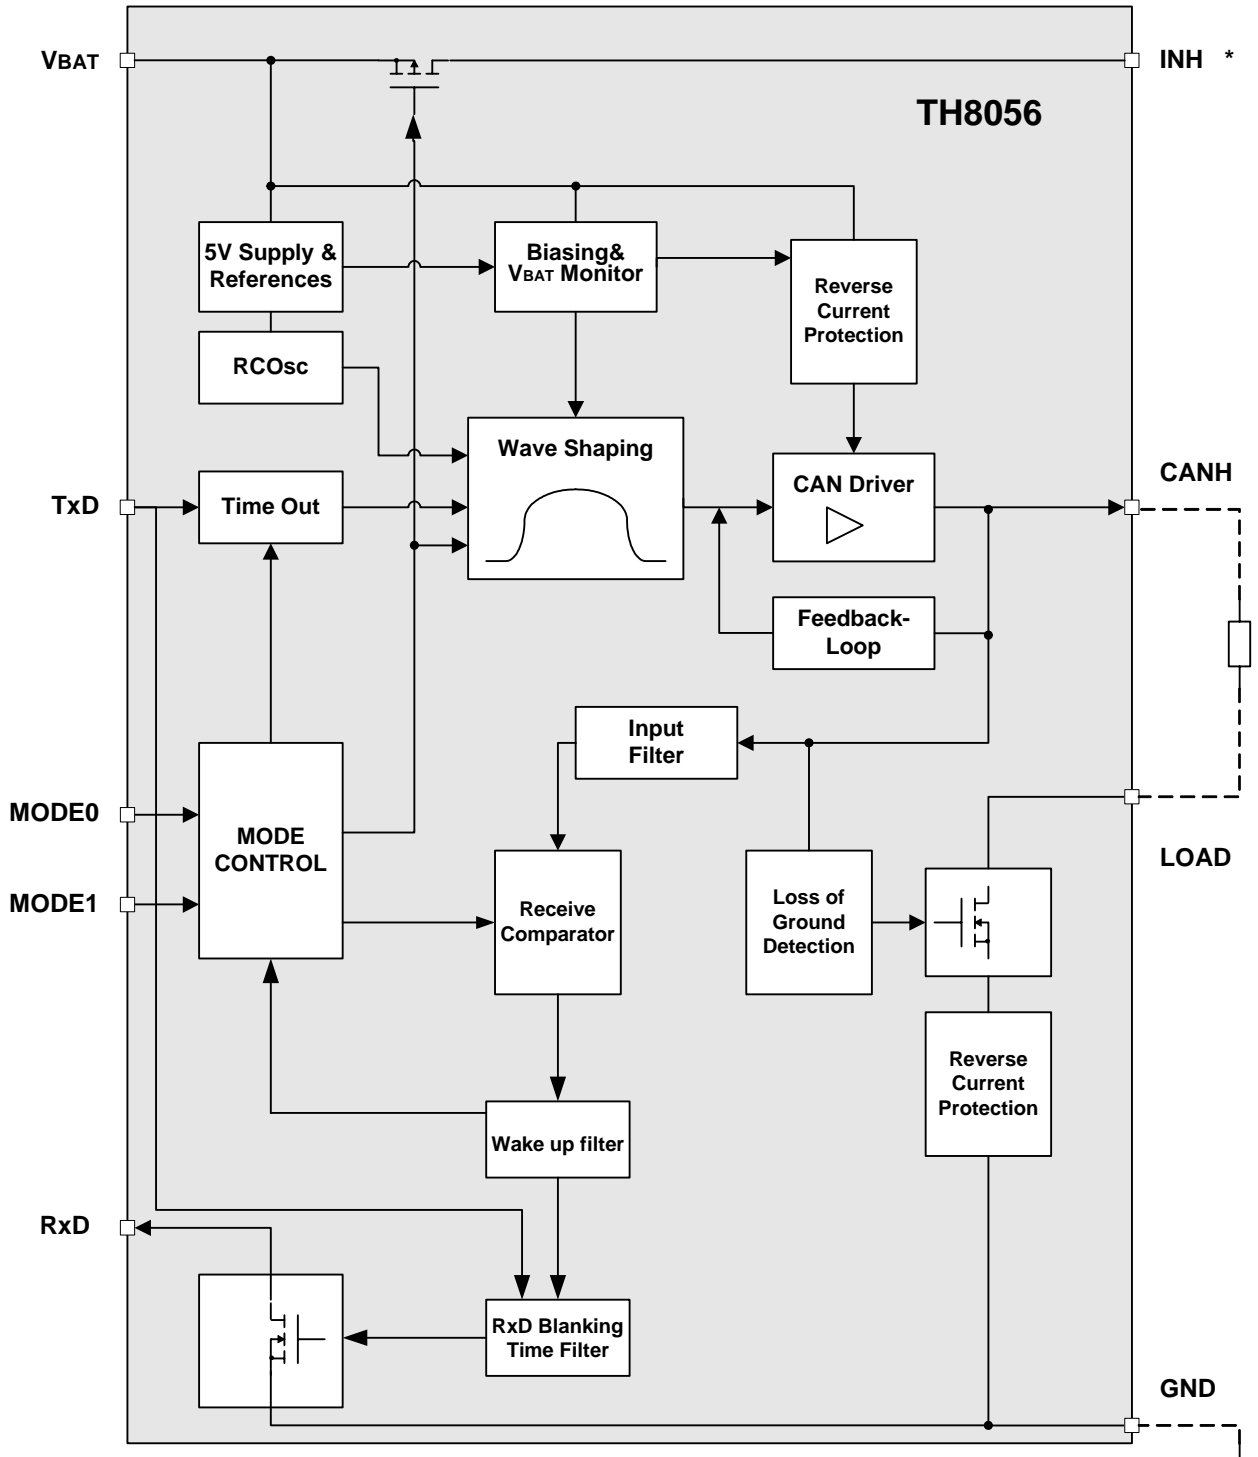 VBAT
INH *
TH8056
5V Supply &
References
Biasing&
VBAT Monitor
Reverse
Current
Protection
RCOsc
Wave Shaping
CANH
CAN Driver
TxD
Time Out
Feedback-
Loop
Input
Filter
MODE0
MODE
CONTROL
LOAD
MODE1
Receive
Comparator
Loss of
Ground
Detection
Reverse
Current
Protection
Wake up filter
RxD
RxD Blanking
Time Filter
GND